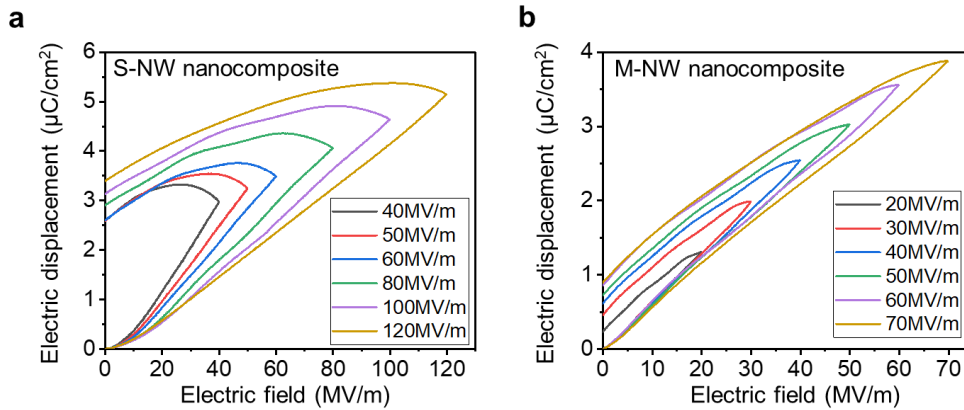 a
S-NW nanocomposite
Electric displacement (μC/cm²)
6
5
4
3
2
1
0
0 20 40 60 80 100 120
Electric field (MV/m)
40MV/m
50MV/m
60MV/m
80MV/m
100MV/m
120MV/m
b
M-NW nanocomposite
Electric displacement (μC/cm²)
4
3
2
1
0
0 10 20 30 40 50 60 70
Electric field (MV/m)
20MV/m
30MV/m
40MV/m
50MV/m
60MV/m
70MV/m